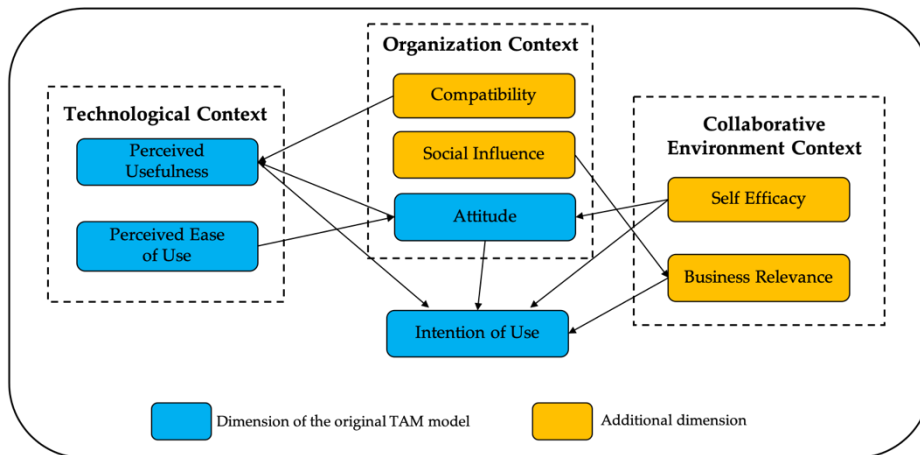 Organization Context
Compatibility
Social Influence
Attitude
Technological Context
Perceived
Usefulness
Perceived Ease
of Use
Collaborative
Environment Context
Self Efficacy
Business Relevance
Intention of Use
Dimension of the original TAM model
Additional dimension